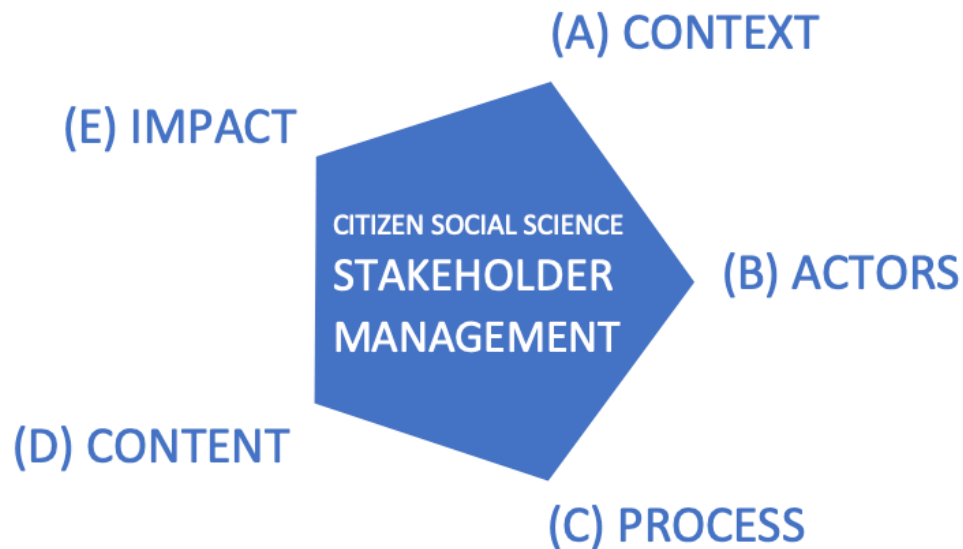 (A) CONTEXT
(E) IMPACT
CITIZEN SOCIAL SCIENCE
STAKEHOLDER
MANAGEMENT
(B) ACTORS
(D) CONTENT
(C) PROCESS